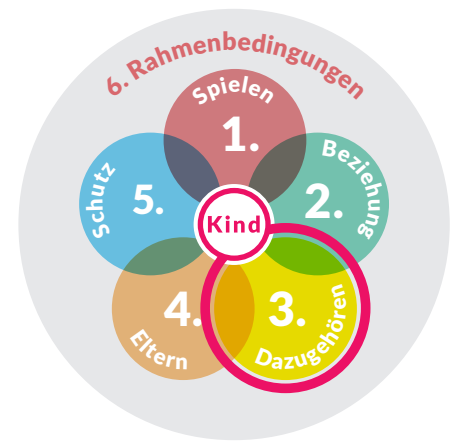 6. Rahmenbedingungen
Spielen
1.
Beziehung
2.
Schutz
5.
Kind
4.
Eltern
3.
Dazugehören